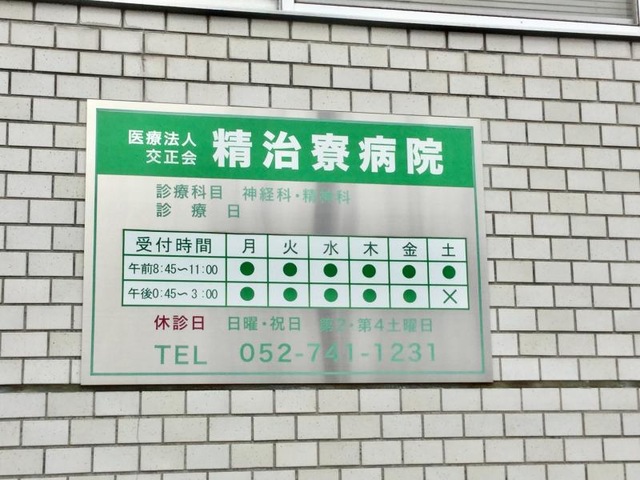 医療法人
交正会
精治寮病院
診療科目 神経科・精神科
診療日
受付時間 月 火 水 木 金 土
午前8:45〜11:00 ● ● ● ● ● ●
午後0:45〜3:00 ● ● ● ● ● ×
休診日 日曜・祝日 第2・第4土曜日
TEL 052-741-1231